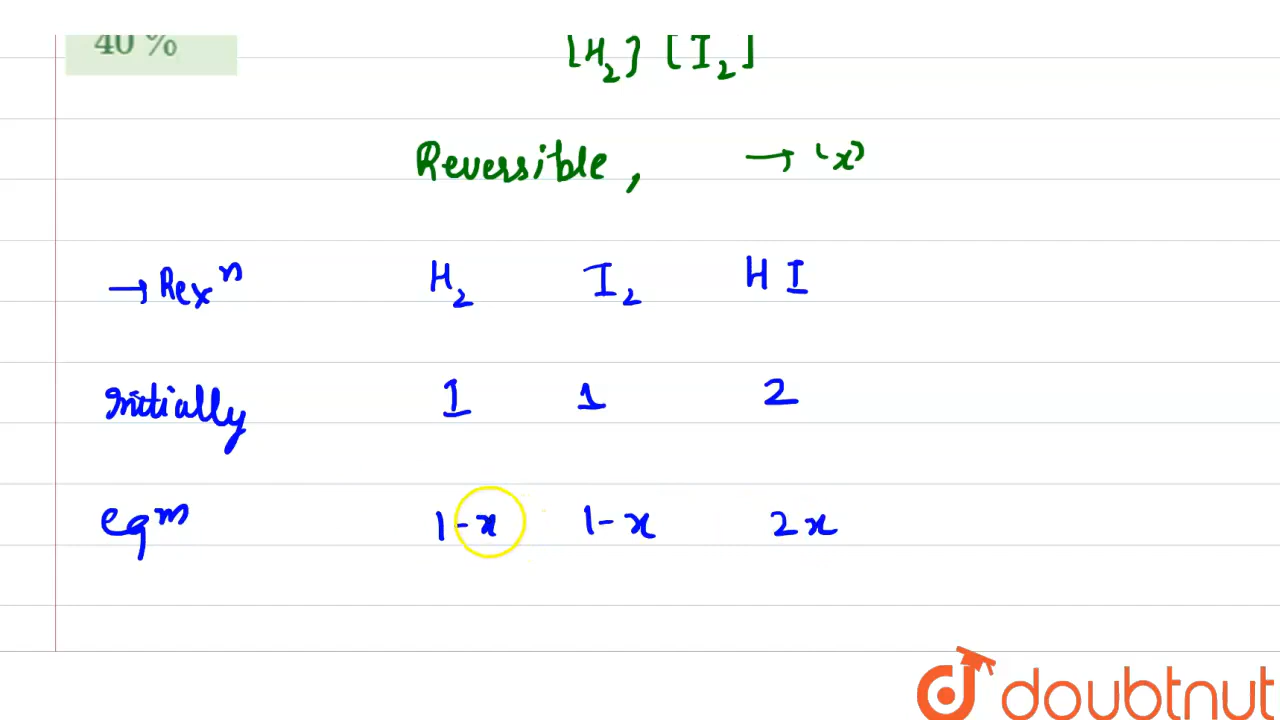 40 %
[H₂] [I₂]
Reversible, → 'x'
→ Rexⁿ H₂ I₂ HI
Initially 1 1 2
eqᵐ 1-x 1-x 2x
doubtnut